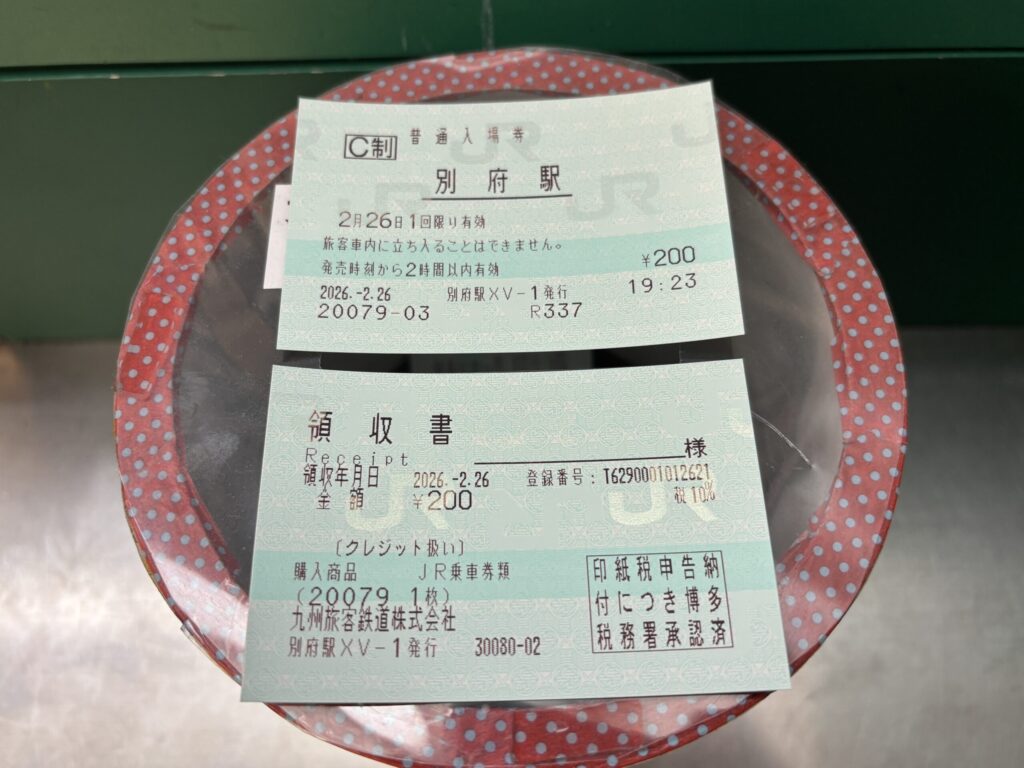 C制 普通入場券
別府駅
2月26日1回限り有効
旅客車内に立ち入ることはできません。
発売時刻から2時間以内有効
¥200
2026.-2.26 別府駅XV-1発行 19:23
20079-03 R337
領収書
Receipt 様
領収年月日 2026.-2.26 登録番号：T6290001012621
金額 ¥200 税10%
〔クレジット扱い〕
購入商品 JR乗車券類
(20079 1枚)
九州旅客鉄道株式会社
別府駅XV-1発行 30080-02
印紙税申告納
付につき博多
税務署承認済
JR
JR
JR
JR